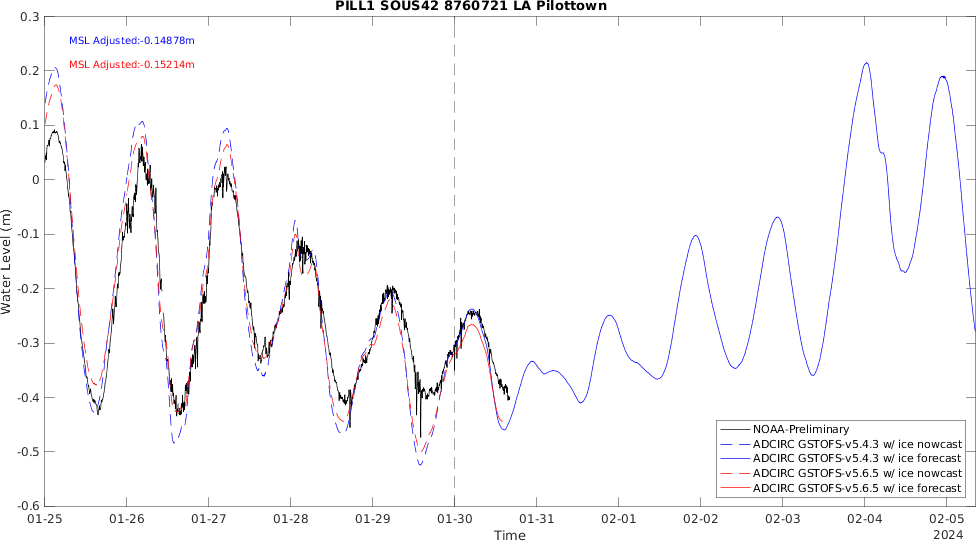 PILL1 SOUS42 8760721 LA Pilottown
MSL Adjusted:-0.14878m
MSL Adjusted:-0.15214m
Water Level (m)
0.3
0.2
0.1
0
-0.1
-0.2
-0.3
-0.4
-0.5
-0.6
NOAA-Preliminary
ADCIRC GSTOFS-v5.4.3 w/ ice nowcast
ADCIRC GSTOFS-v5.4.3 w/ ice forecast
ADCIRC GSTOFS-v5.6.5 w/ ice nowcast
ADCIRC GSTOFS-v5.6.5 w/ ice forecast
01-25 01-26 01-27 01-28 01-29 01-30 01-31 02-01 02-02 02-03 02-04 02-05
2024
Time